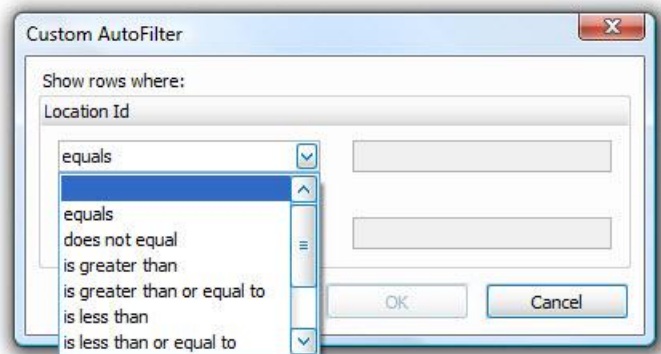 Custom AutoFilter
Show rows where:
Location Id
equals
equals
does not equal
is greater than
is greater than or equal to
is less than
is less than or equal to
OK
Cancel